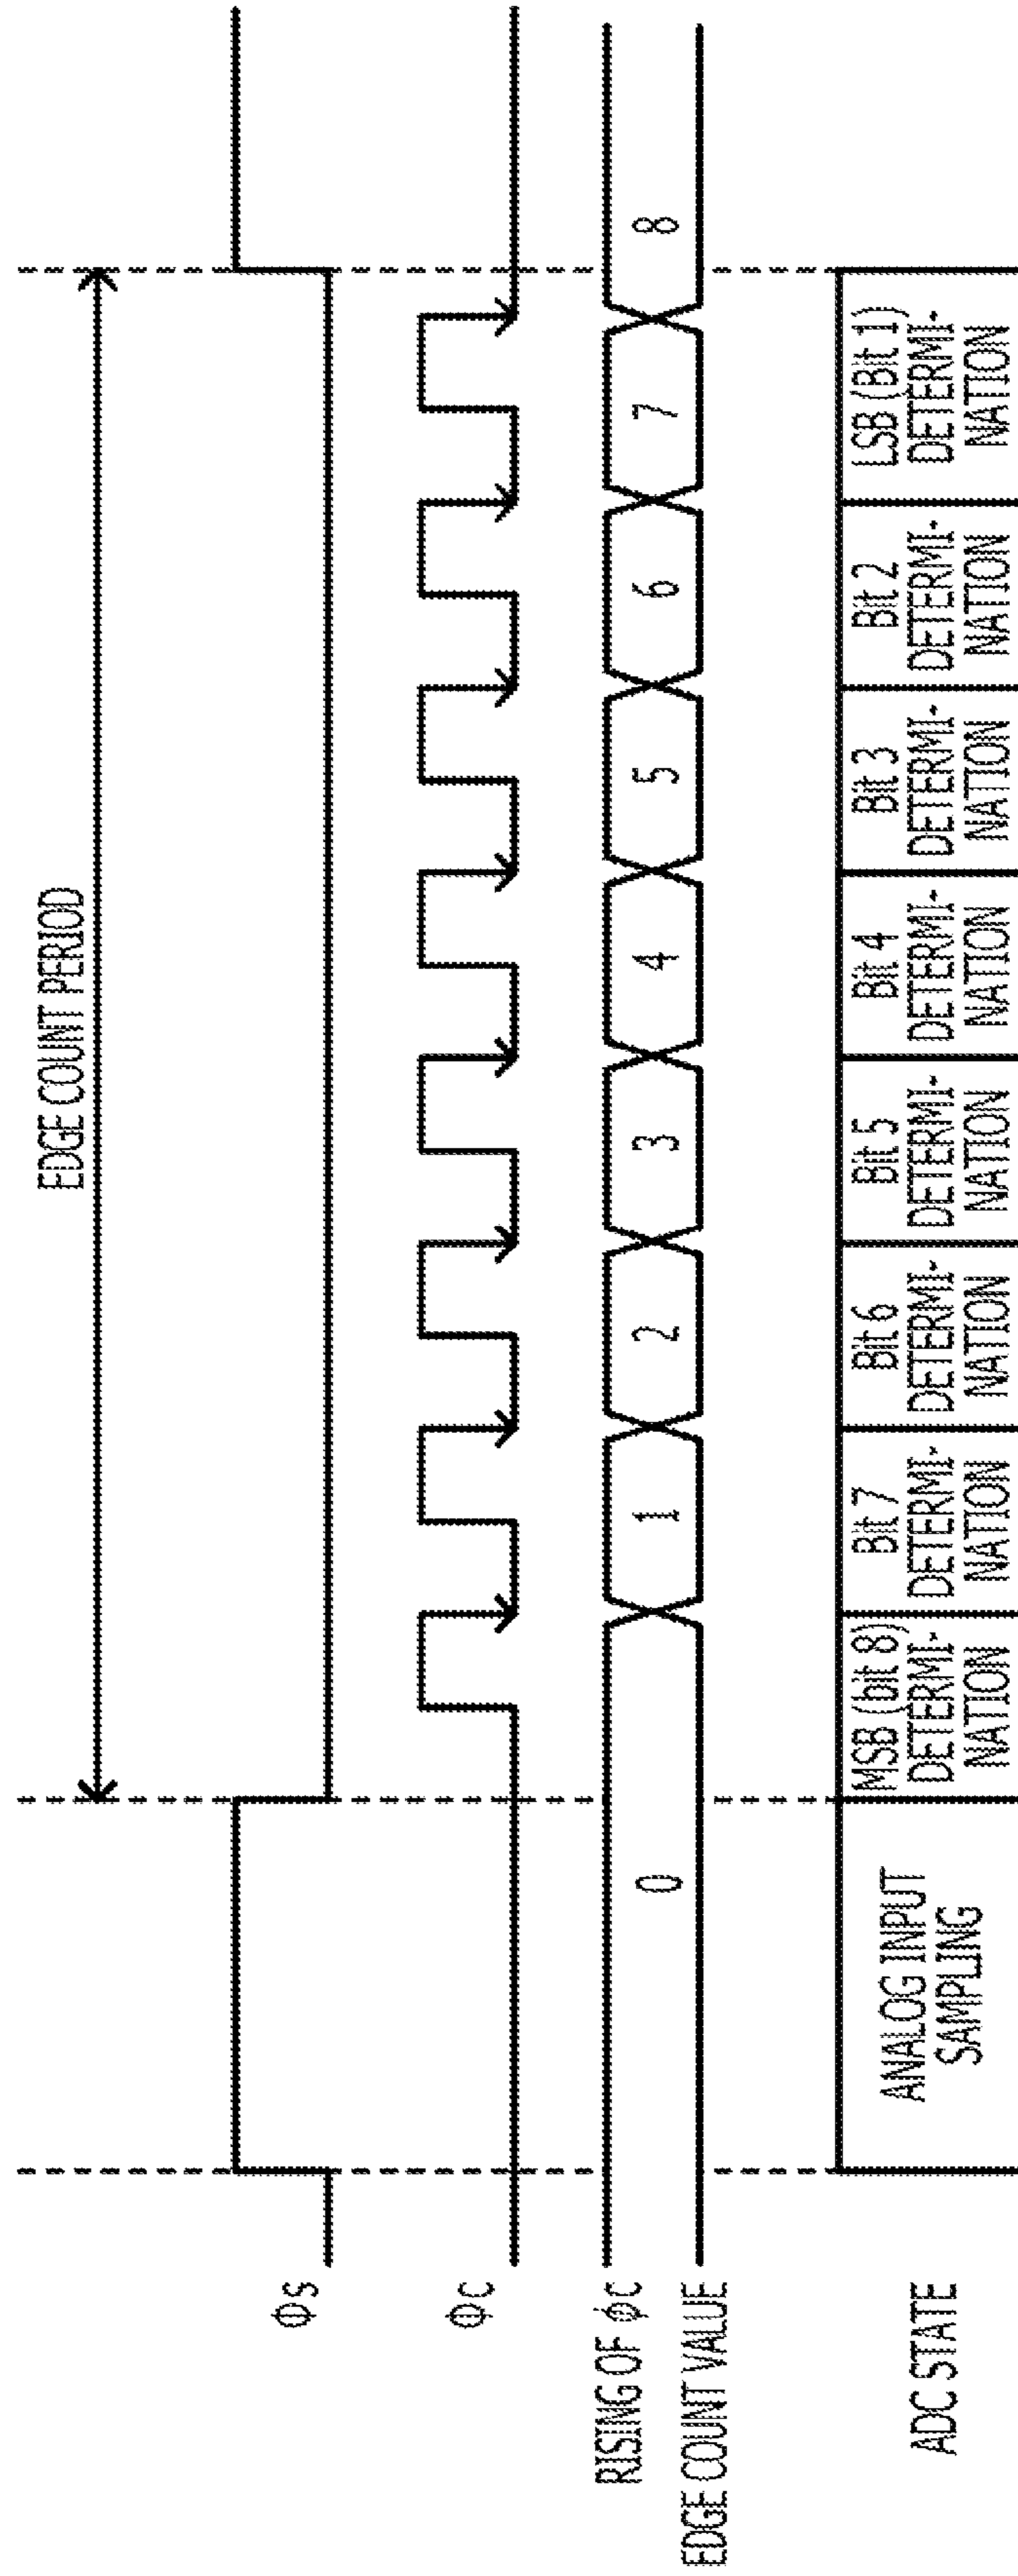 EDGE COUNT PERIOD
ΦS
ΦC
RISING OF ϕC
EDGE COUNT VALUE
0
1
2
3
4
5
6
7
8
ADC STATE
ANALOG INPUT
SAMPLING
MSB (bit 8)
DETERMI-
NATION
Bit 7
DETERMI-
NATION
Bit 6
DETERMI-
NATION
Bit 5
DETERMI-
NATION
Bit 4
DETERMI-
NATION
Bit 3
DETERMI-
NATION
Bit 2
DETERMI-
NATION
LSB (Bit 1)
DETERMI-
NATION